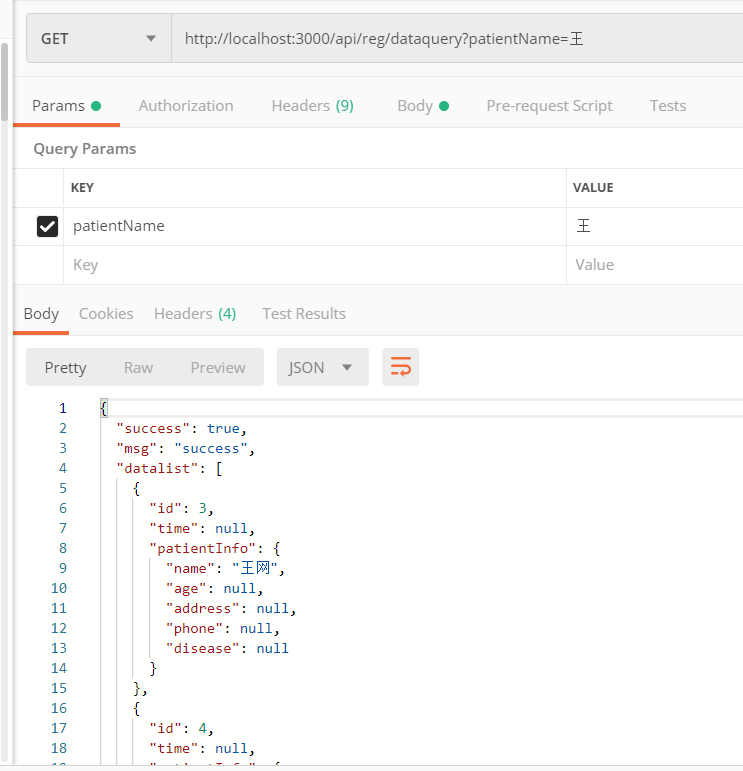 GET http://localhost:3000/api/reg/dataquery?patientName=王
Params Authorization Headers (9) Body Pre-request Script Tests
Query Params
KEY VALUE
patientName 王
Key Value
Body Cookies Headers (4) Test Results
Pretty Raw Preview JSON
1 {
2 "success": true,
3 "msg": "success",
4 "datalist": [
5 {
6 "id": 3,
7 "time": null,
8 "patientInfo": {
9 "name": "王网",
10 "age": null,
11 "address": null,
12 "phone": null,
13 "disease": null
14 }
15 },
16 {
17 "id": 4,
18 "time": null,